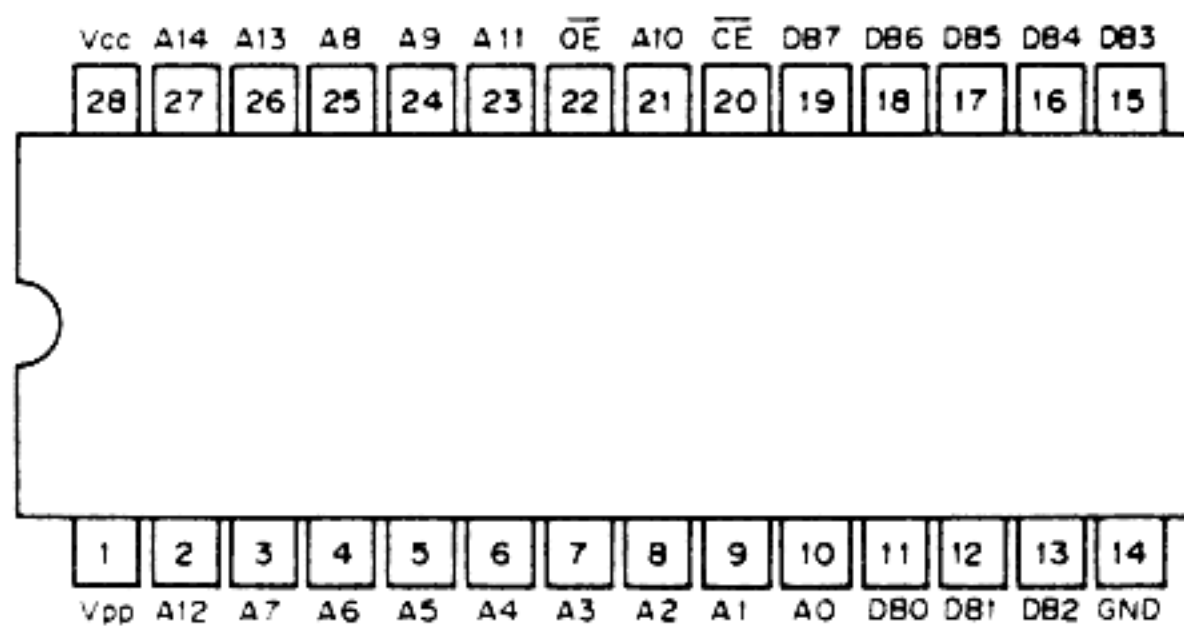 Vcc A14 A13 A8 A9 A11 O̅E̅ A10 C̅E̅ DB7 DB6 DB5 DB4 DB3
28 27 26 25 24 23 22 21 20 19 18 17 16 15
1 2 3 4 5 6 7 8 9 10 11 12 13 14
Vpp A12 A7 A6 A5 A4 A3 A2 A1 A0 DB0 DB1 DB2 GND